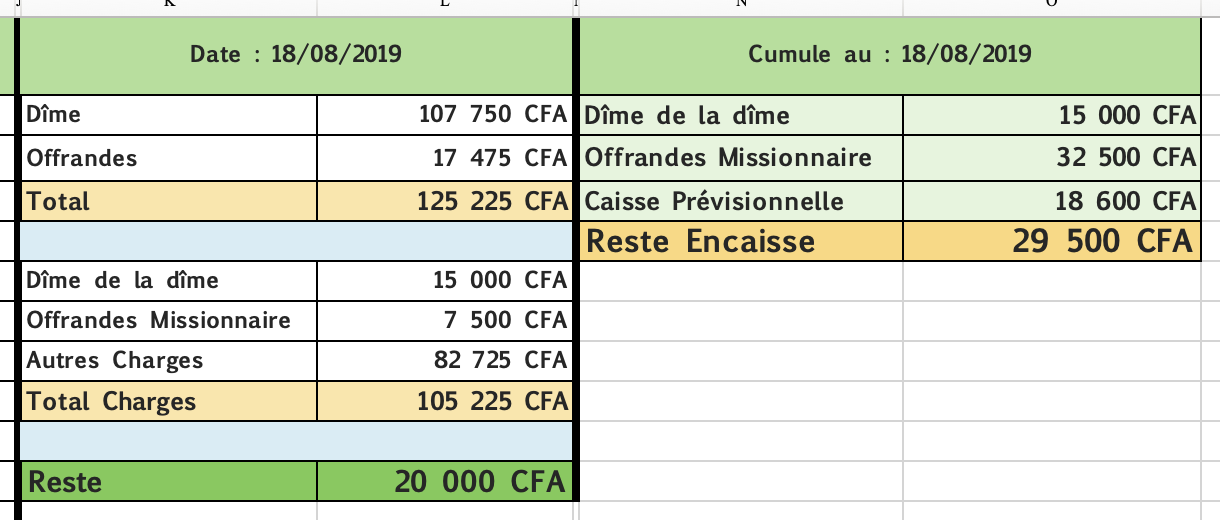 K L N O
Date : 18/08/2019
Dîme 107 750 CFA
Offrandes 17 475 CFA
Total 125 225 CFA
Dîme de la dîme 15 000 CFA
Offrandes Missionnaire 7 500 CFA
Autres Charges 82 725 CFA
Total Charges 105 225 CFA
Reste 20 000 CFA
Cumule au : 18/08/2019
Dîme de la dîme 15 000 CFA
Offrandes Missionnaire 32 500 CFA
Caisse Prévisionnelle 18 600 CFA
Reste Encaisse 29 500 CFA